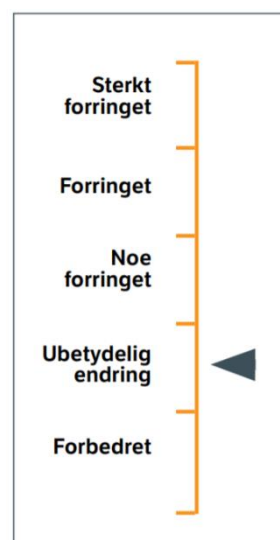 Sterkt
forringet
Forringet
Noe
forringet
Ubetydelig
endring
Forbedret